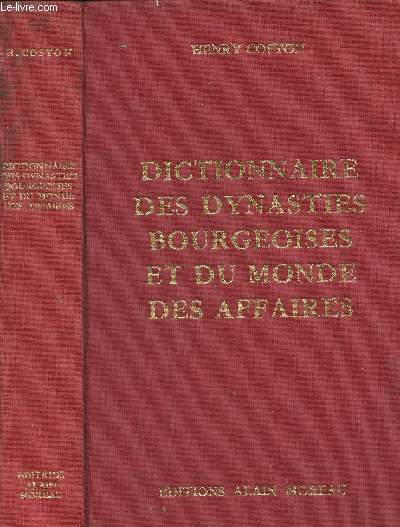 © Le-livre.com
H. COSTON
DICTIONNAIRE
DES DYNASTIES
BOURGEOISES
ET DU MONDE
DES AFFAIRES
EDITIONS
ALAIN
MOREAU
HENRY COSTON
DICTIONNAIRE
DES DYNASTIES
BOURGEOISES
ET DU MONDE
DES AFFAIRES
EDITIONS ALAIN MOREAU